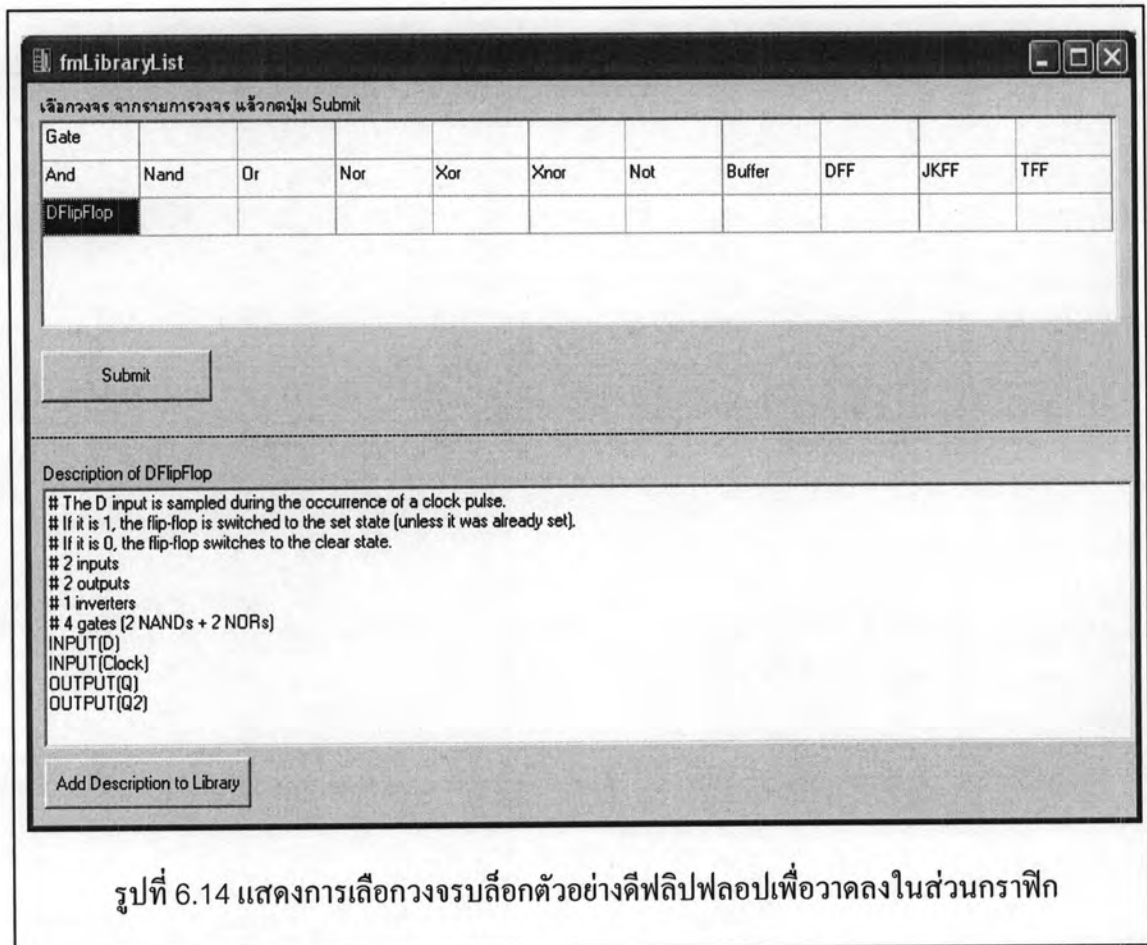 fmLibraryList
เลือกวงจร จากรายการวงจร แล้วกดปุ่ม Submit
Gate
And Nand Or Nor Xor Xnor Not Buffer DFF JKFF TFF
DFlipFlop
Submit
Description of DFlipFlop
# The D input is sampled during the occurrence of a clock pulse.
# If it is 1, the flip-flop is switched to the set state (unless it was already set).
# If it is 0, the flip-flop switches to the clear state.
# 2 inputs
# 2 outputs
# 1 inverters
# 4 gates (2 NANDs + 2 NORs)
INPUT(D)
INPUT(Clock)
OUTPUT(Q)
OUTPUT(Q2)
Add Description to Library
รูปที่ 6.14 แสดงการเลือกวงจรบล็อกตัวอย่างดีฟลิปฟลอปเพื่อวาดลงในส่วนกราฟิก